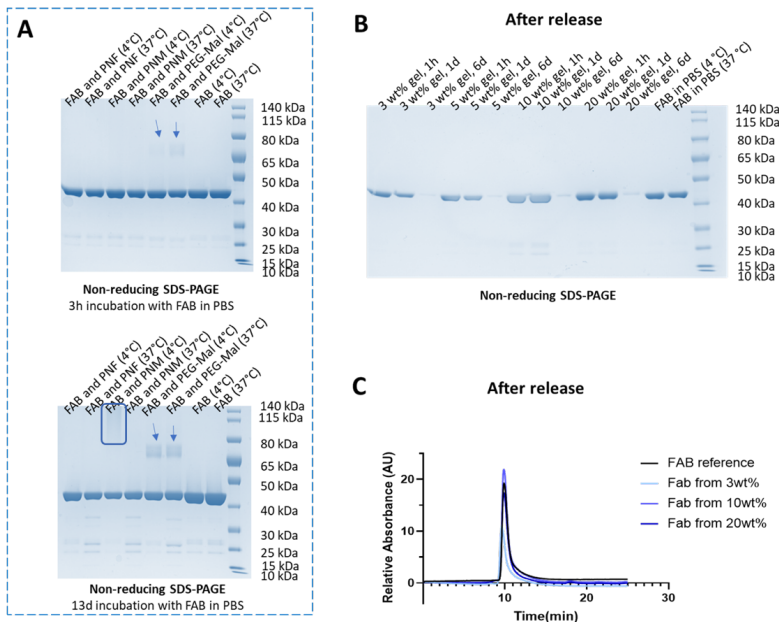 A
FAB and PNF (4°C)
FAB and PNF (37°C)
FAB and PNM (4°C)
FAB and PNM (37°C)
FAB and PEG-Mal (4°C)
FAB and PEG-Mal (37°C)
FAB (4°C)
FAB (37°C)
140 kDa
115 kDa
80 kDa
65 kDa
50 kDa
40 kDa
30 kDa
25 kDa
15 kDa
10 kDa
Non-reducing SDS-PAGE
3h incubation with FAB in PBS
FAB and PNF (4°C)
FAB and PNF (37°C)
FAB and PNM (4°C)
FAB and PNM (37°C)
FAB and PEG-Mal (4°C)
FAB and PEG-Mal (37°C)
FAB (4°C)
FAB (37°C)
140 kDa
115 kDa
80 kDa
65 kDa
50 kDa
40 kDa
30 kDa
25 kDa
15 kDa
10 kDa
Non-reducing SDS-PAGE
13d incubation with FAB in PBS
B
After release
3 wt% gel, 1h
3 wt% gel, 1d
3 wt% gel, 6d
5 wt% gel, 1h
5 wt% gel, 1d
5 wt% gel, 6d
10 wt% gel, 1h
10 wt% gel, 1d
10 wt% gel, 6d
20 wt% gel, 1h
20 wt% gel, 1d
20 wt% gel, 6d
FAB in PBS (4 °C)
FAB in PBS (37 °C)
140 kDa
115 kDa
80 kDa
65 kDa
50 kDa
40 kDa
30 kDa
25 kDa
15 kDa
10 kDa
Non-reducing SDS-PAGE
C
After release
Relative Absorbance (AU)
20
10
0
0
10
20
30
Time(min)
FAB reference
Fab from 3wt%
Fab from 10wt%
Fab from 20wt%